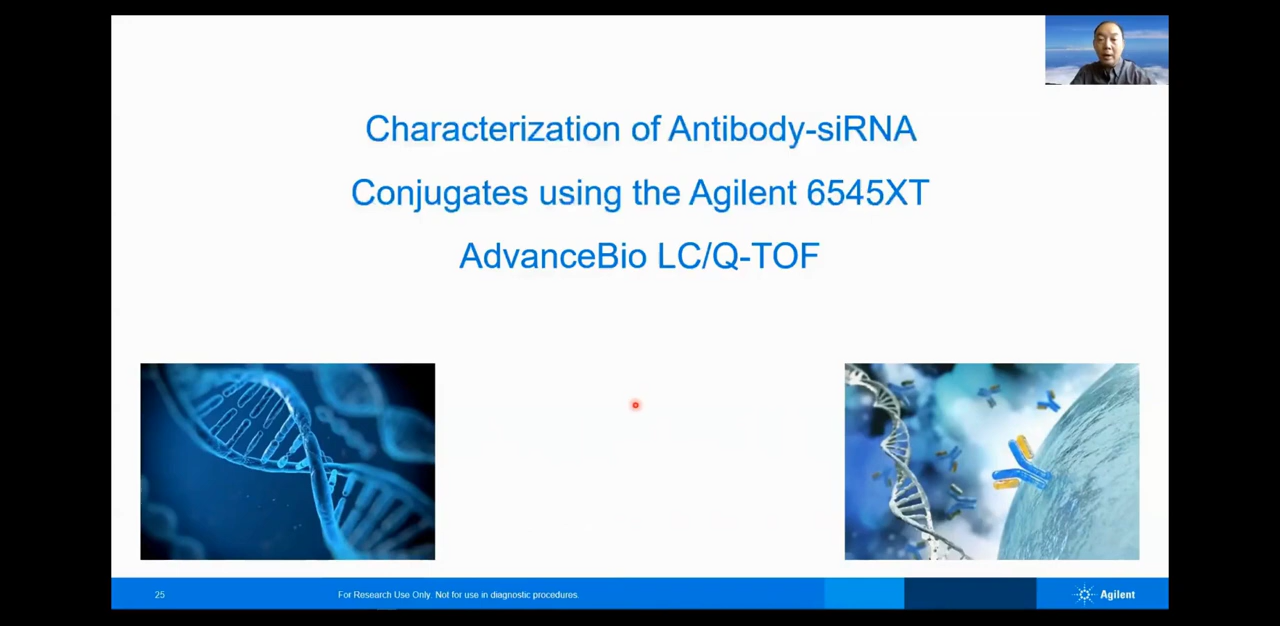 Characterization of Antibody-siRNA
Conjugates using the Agilent 6545XT
AdvanceBio LC/Q-TOF
25
For Research Use Only. Not for use in diagnostic procedures.
Agilent